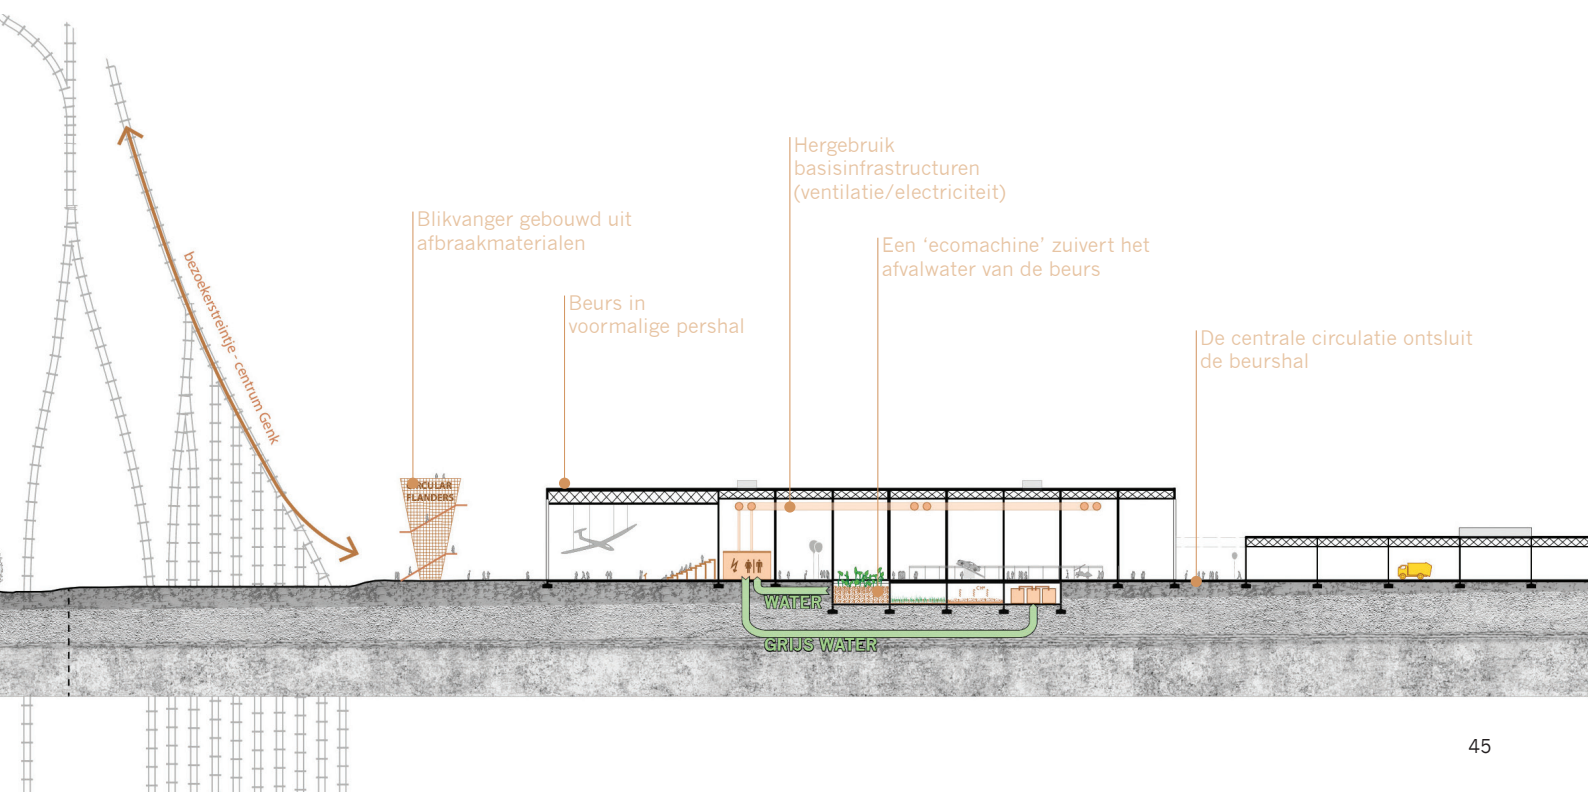 Hergebruik
basisinfrastructuren
(ventilatie/electriciteit)
Blikvanger gebouwd uit
afbraakmaterialen
Een ‘ecomachine’ zuivert het
afvalwater van de beurs
Beurs in
voormalige pershal
De centrale circulatie ontsluit
de beurshal
bezoekerstreintje - centrum Genk
CIRCULAR
FLANDERS
WATER
GRIJS WATER
45